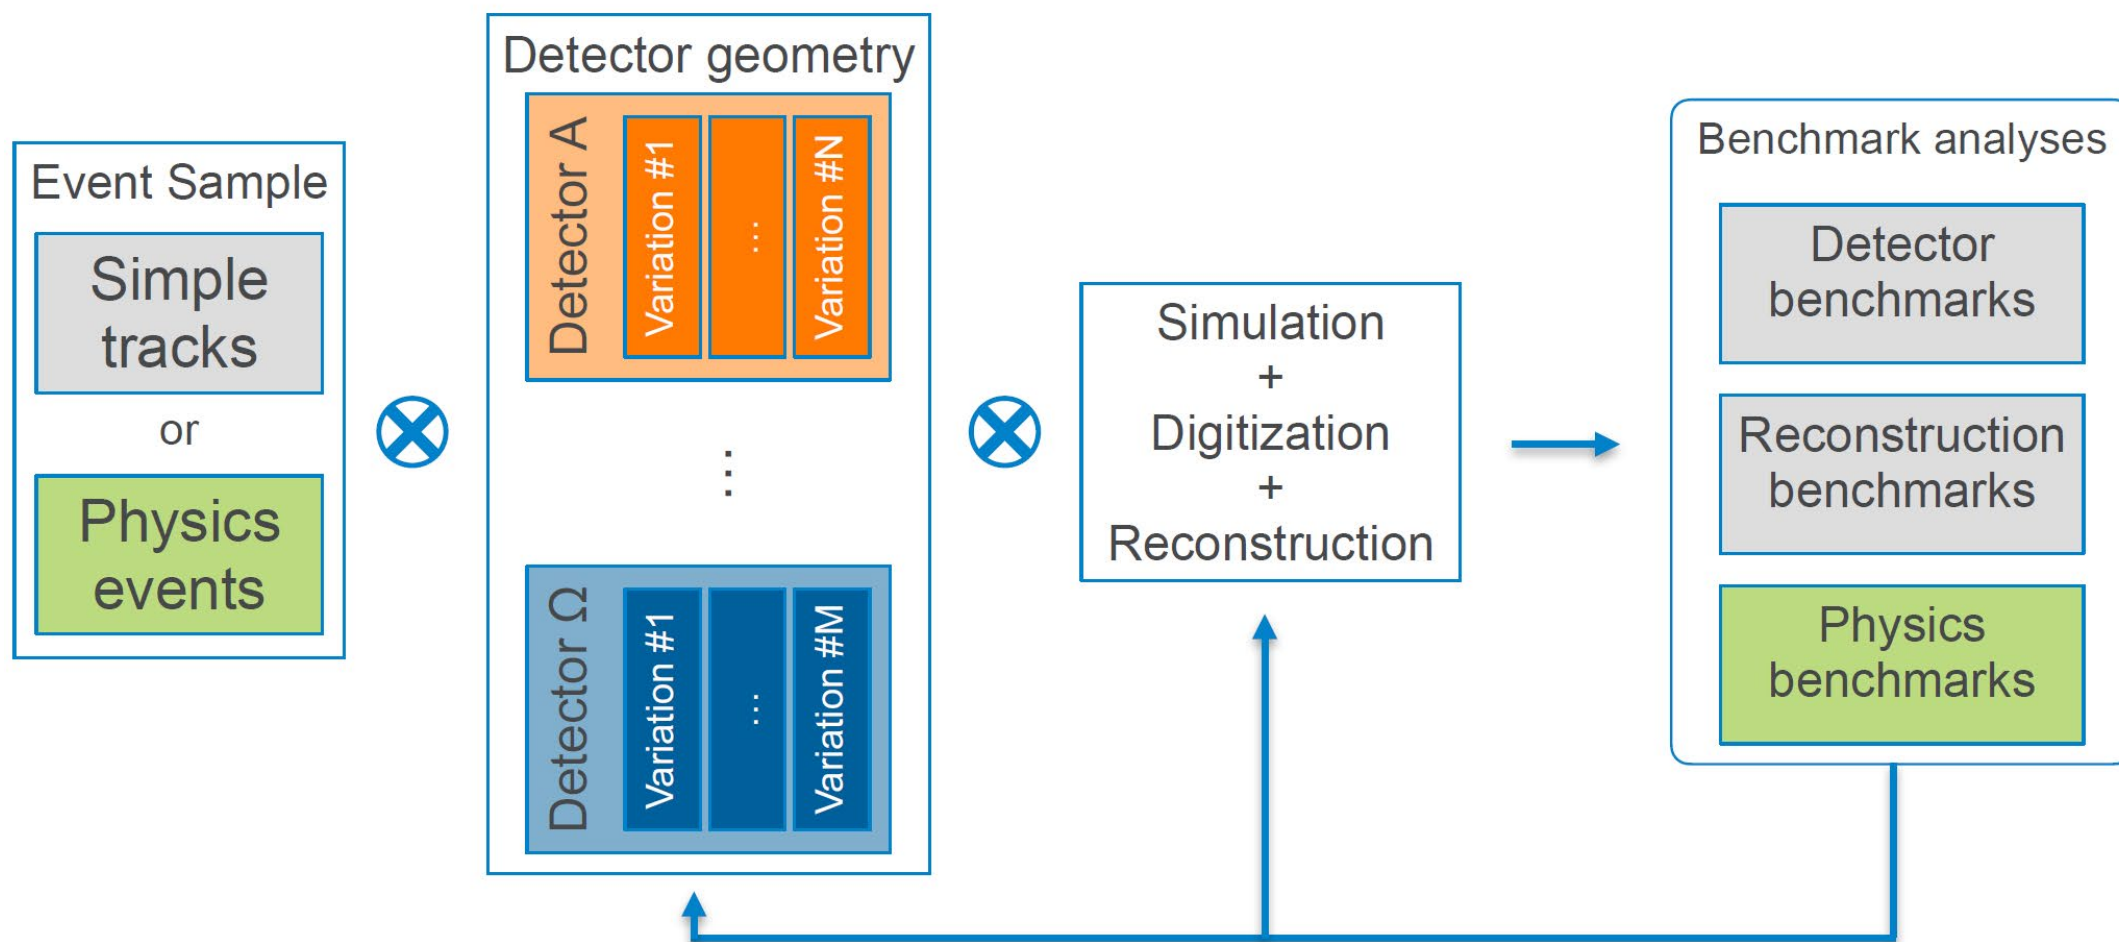 Event Sample
Simple
tracks
or
Physics
events
Detector geometry
Detector A
Variation #1
...
Variation #N
...
Detector Ω
Variation #1
...
Variation #M
Simulation
+
Digitization
+
Reconstruction
Benchmark analyses
Detector
benchmarks
Reconstruction
benchmarks
Physics
benchmarks